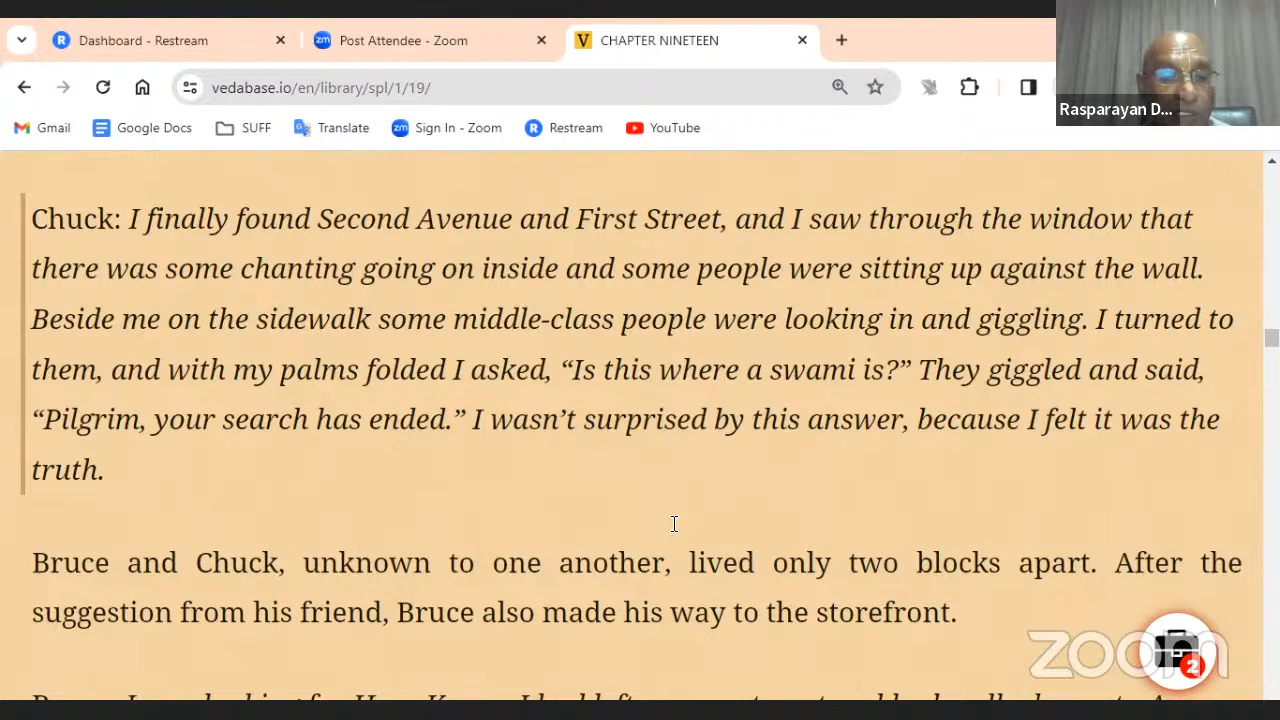 Dashboard - Restream
Post Attendee - Zoom
CHAPTER NINETEEN
vedabase.io/en/library/spl/1/19/
Rasparayan D...
Gmail
Google Docs
SUFF
Translate
Sign In - Zoom
Restream
YouTube
Chuck: I finally found Second Avenue and First Street, and I saw through the window that
there was some chanting going on inside and some people were sitting up against the wall.
Beside me on the sidewalk some middle-class people were looking in and giggling. I turned to
them, and with my palms folded I asked, “Is this where a swami is?” They giggled and said,
“Pilgrim, your search has ended.” I wasn’t surprised by this answer, because I felt it was the
truth.
Bruce and Chuck, unknown to one another, lived only two blocks apart. After the
suggestion from his friend, Bruce also made his way to the storefront.
zoom
2